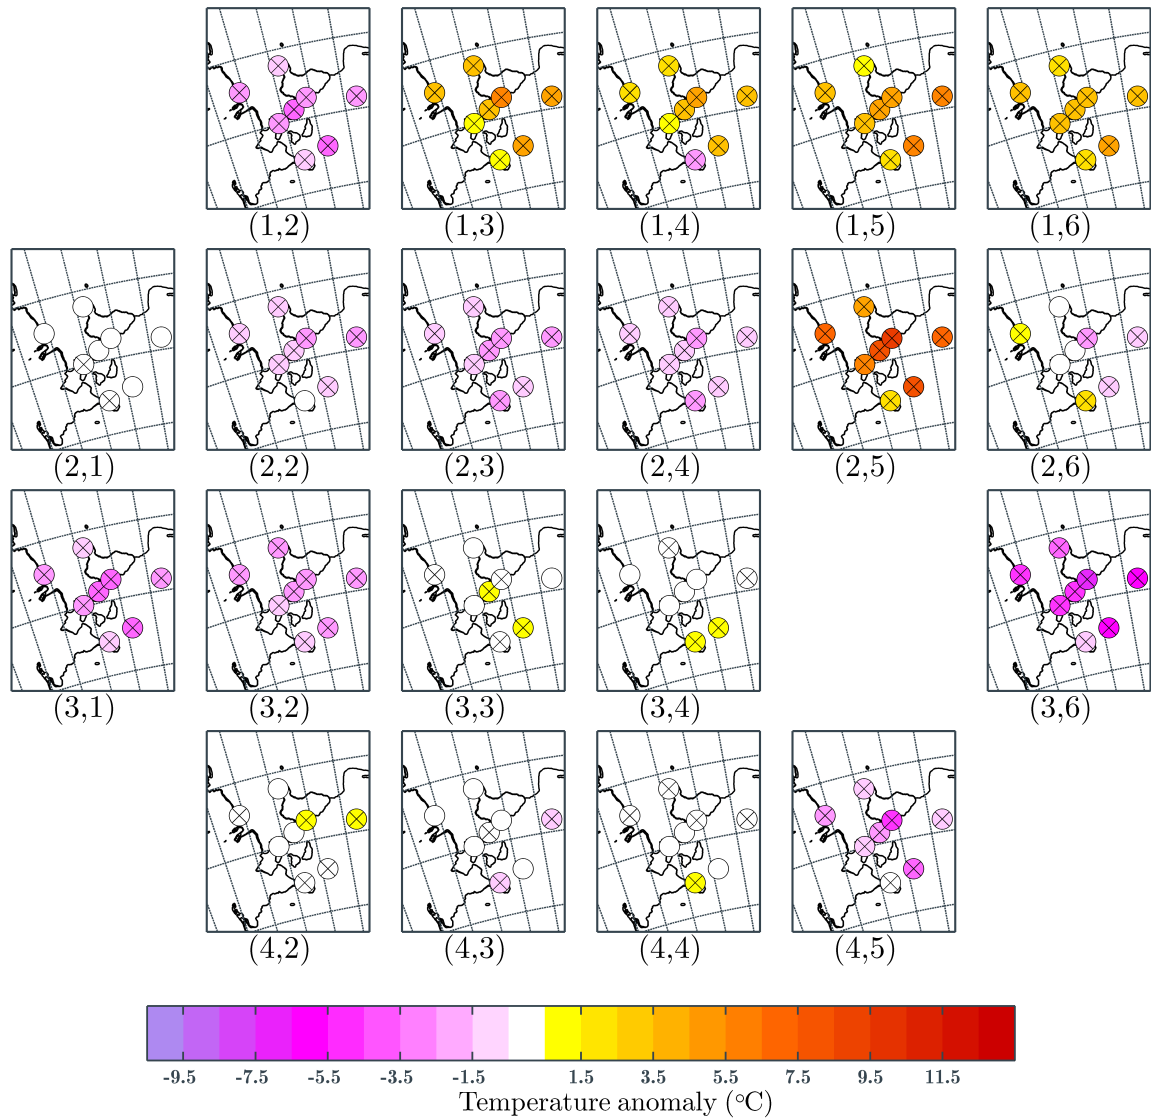 (1,2) (1,3) (1,4) (1,5) (1,6)
(2,1) (2,2) (2,3) (2,4) (2,5) (2,6)
(3,1) (3,2) (3,3) (3,4) (3,6)
(4,2) (4,3) (4,4) (4,5)
-9.5 -7.5 -5.5 -3.5 -1.5 1.5 3.5 5.5 7.5 9.5 11.5
Temperature anomaly (°C)